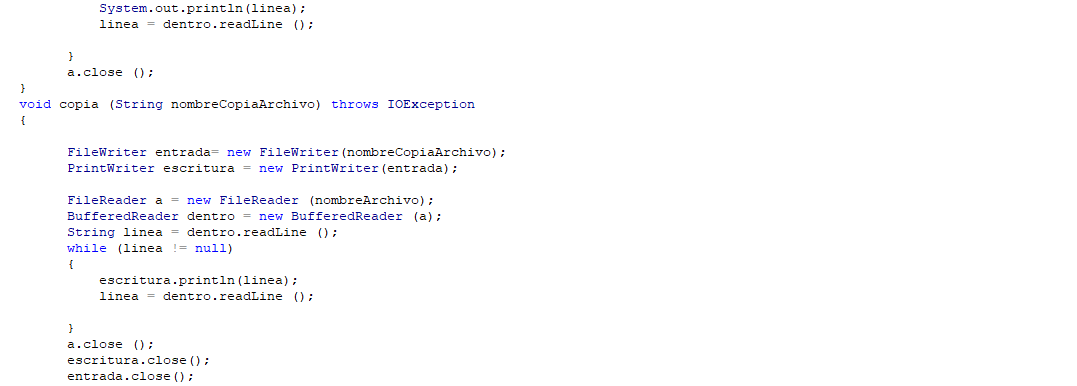 System.out.println(linea);
linea = dentro.readLine ();
}
a.close ();
}
void copia (String nombreCopiaArchivo) throws IOException
{
FileWriter entrada= new FileWriter(nombreCopiaArchivo);
PrintWriter escritura = new PrintWriter(entrada);
FileReader a = new FileReader (nombreArchivo);
BufferedReader dentro = new BufferedReader (a);
String linea = dentro.readLine ();
while (linea != null)
{
escritura.println(linea);
linea = dentro.readLine ();
}
a.close ();
escritura.close();
entrada.close();